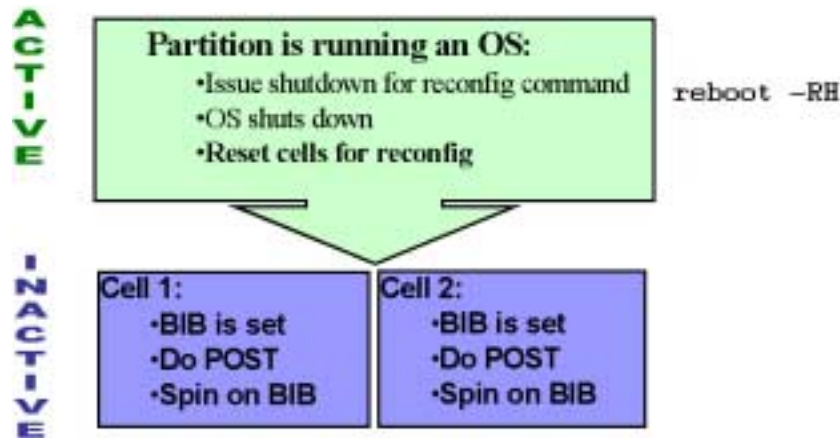 ACTIVE
Partition is running an OS:
•Issue shutdown for reconfig command
•OS shuts down
•Reset cells for reconfig
reboot -RH
INACTIVE
Cell 1:
•BIB is set
•Do POST
•Spin on BIB
Cell 2:
•BIB is set
•Do POST
•Spin on BIB